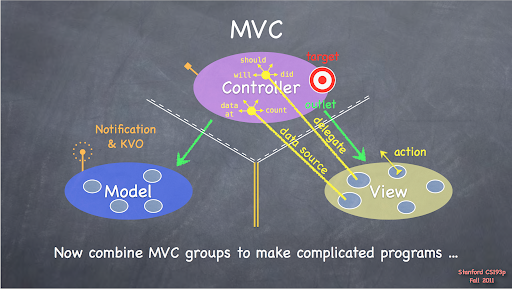 MVC
should
target
will
did
Controller
data
at
count
outlet
Notification
& KVO
data source
delegate
action
Model
View
Now combine MVC groups to make complicated programs ...
Stanford CS193p
Fall 2011